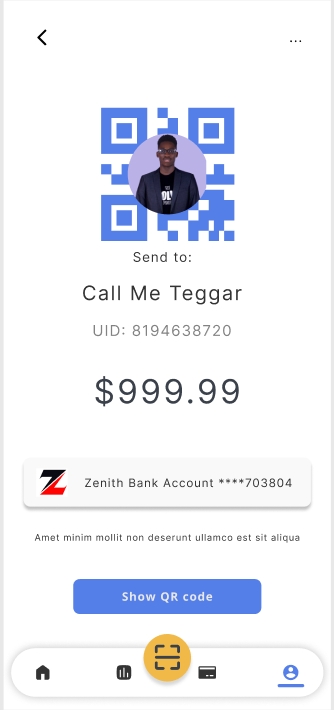 Send to:
Call Me Teggar
UID: 8194638720
$999.99
Zenith Bank Account ****703804
Amet minim mollit non deserunt ullamco est sit aliqua
Show QR code